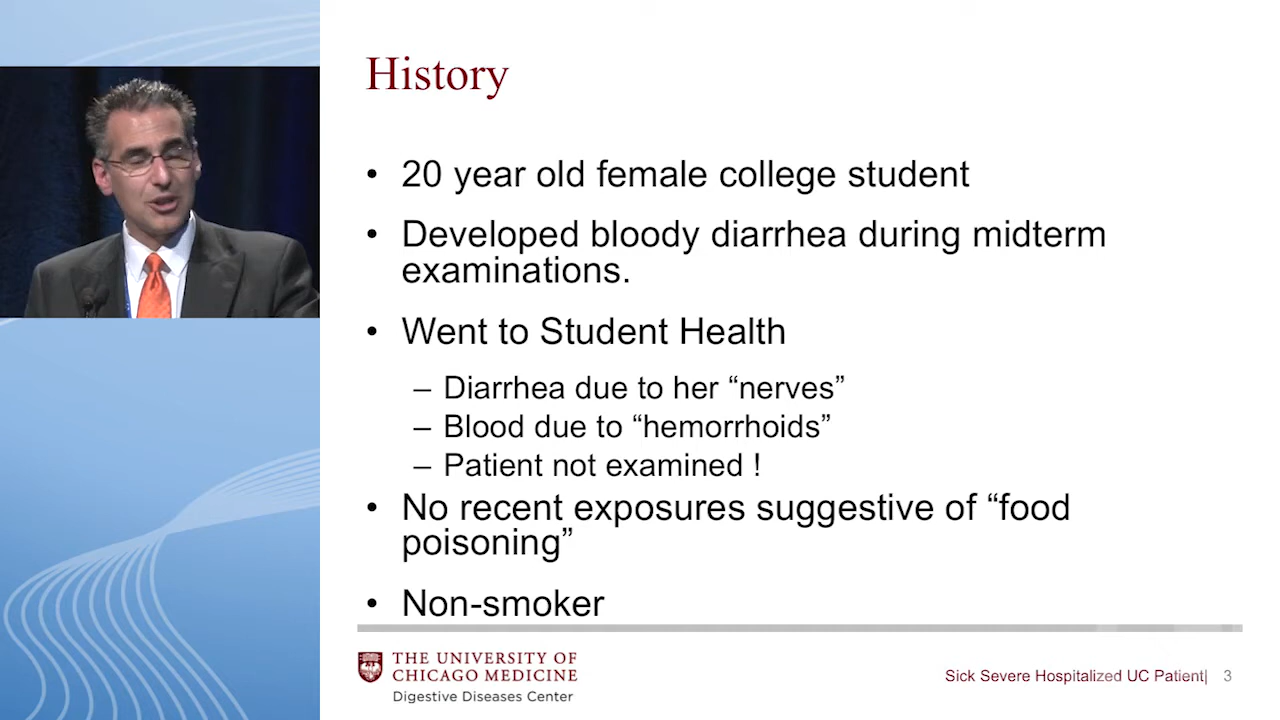 History
• 20 year old female college student
• Developed bloody diarrhea during midterm
examinations.
• Went to Student Health
– Diarrhea due to her “nerves”
– Blood due to “hemorrhoids”
– Patient not examined !
• No recent exposures suggestive of “food
poisoning”
• Non-smoker
THE UNIVERSITY OF
CHICAGO MEDICINE
Digestive Diseases Center
Sick Severe Hospitalized UC Patient| 3